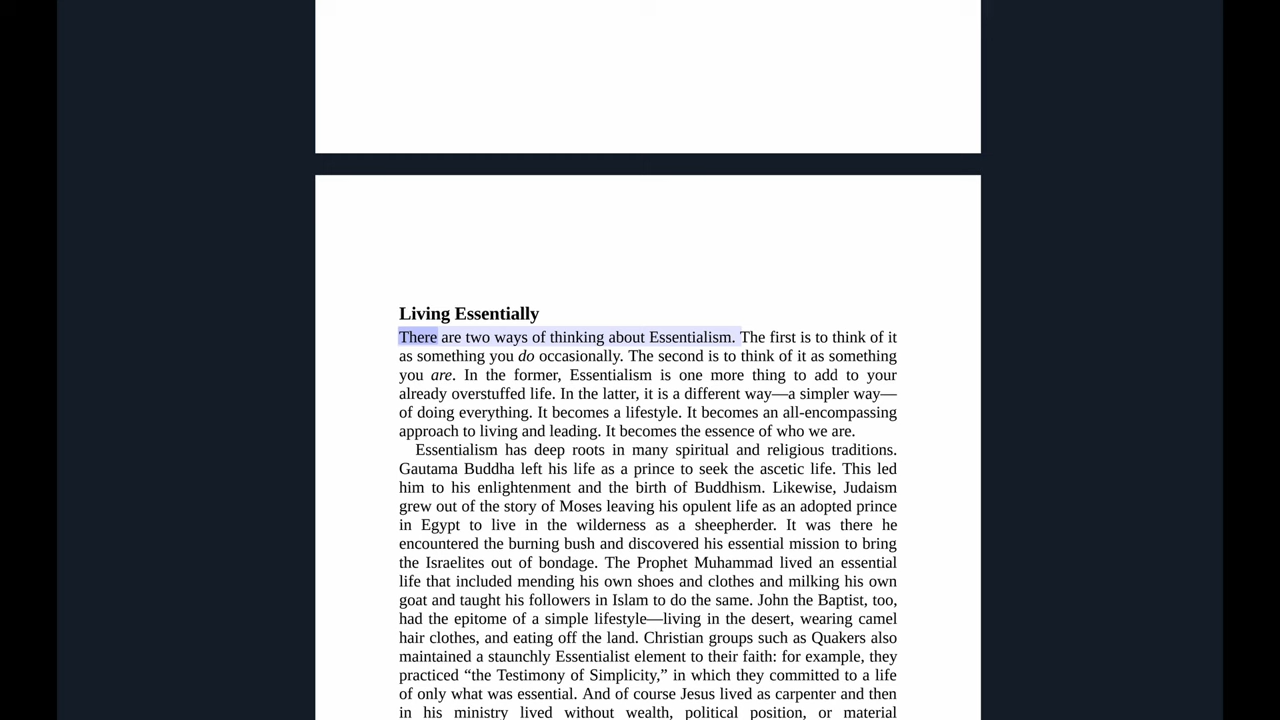 Living Essentially
There are two ways of thinking about Essentialism. The first is to think of it
as something you do occasionally. The second is to think of it as something
you are. In the former, Essentialism is one more thing to add to your
already overstuffed life. In the latter, it is a different way—a simpler way—
of doing everything. It becomes a lifestyle. It becomes an all-encompassing
approach to living and leading. It becomes the essence of who we are.
Essentialism has deep roots in many spiritual and religious traditions.
Gautama Buddha left his life as a prince to seek the ascetic life. This led
him to his enlightenment and the birth of Buddhism. Likewise, Judaism
grew out of the story of Moses leaving his opulent life as an adopted prince
in Egypt to live in the wilderness as a sheepherder. It was there he
encountered the burning bush and discovered his essential mission to bring
the Israelites out of bondage. The Prophet Muhammad lived an essential
life that included mending his own shoes and clothes and milking his own
goat and taught his followers in Islam to do the same. John the Baptist, too,
had the epitome of a simple lifestyle—living in the desert, wearing camel
hair clothes, and eating off the land. Christian groups such as Quakers also
maintained a staunchly Essentialist element to their faith: for example, they
practiced “the Testimony of Simplicity,” in which they committed to a life
of only what was essential. And of course Jesus lived as carpenter and then
in his ministry lived without wealth, political position, or material